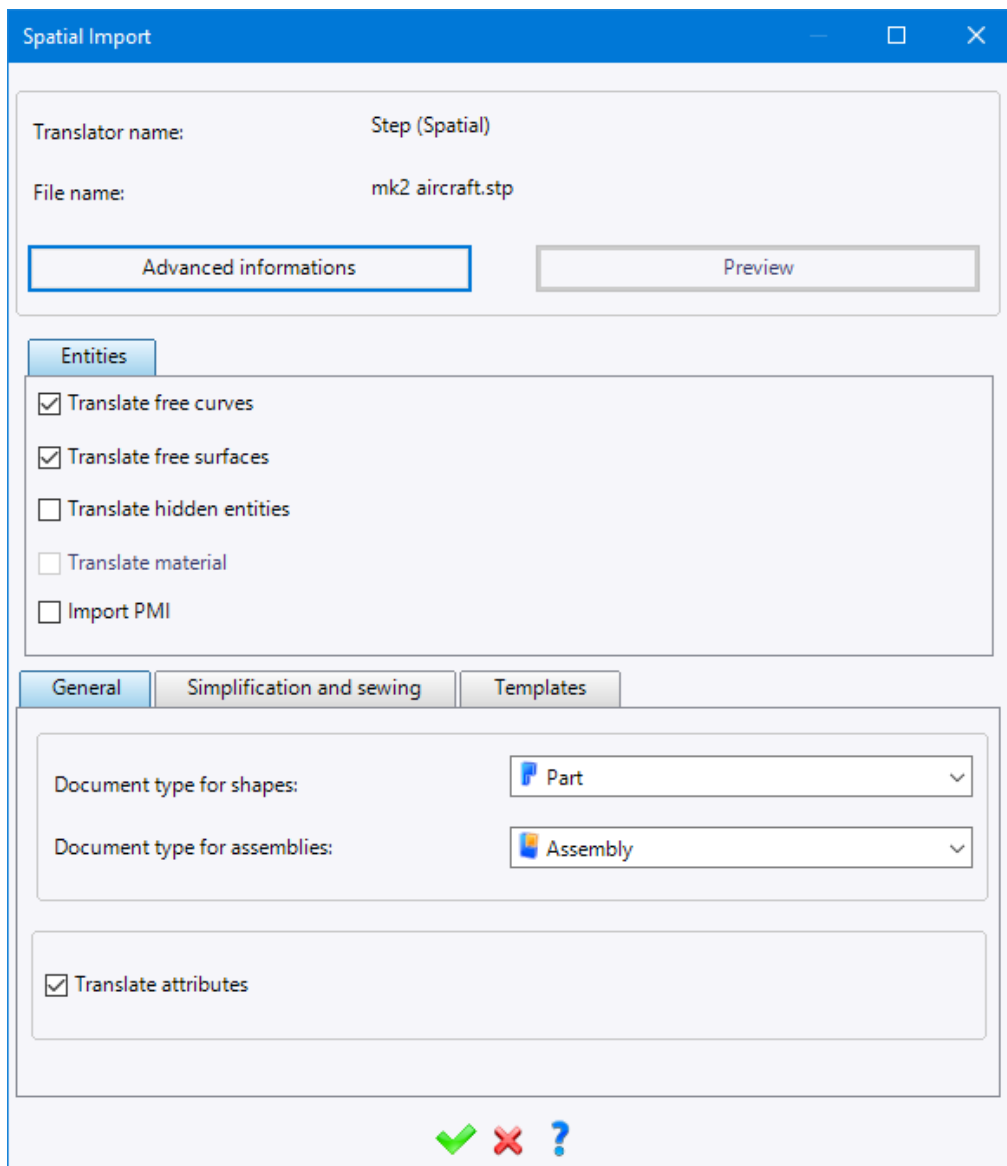 Spatial Import
Translator name: Step (Spatial)
File name: mk2 aircraft.stp
Advanced informations Preview
Entities
Translate free curves
Translate free surfaces
Translate hidden entities
Translate material
Import PMI
General Simplification and sewing Templates
Document type for shapes: Part
Document type for assemblies: Assembly
Translate attributes